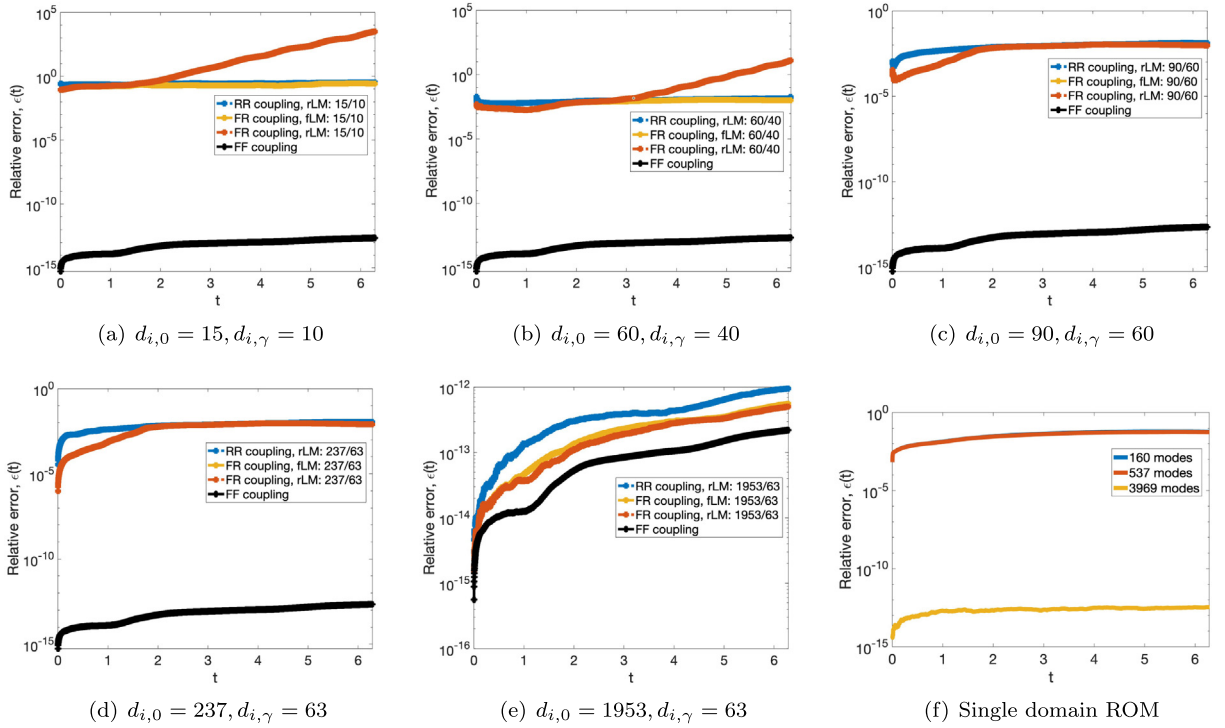 10^5
10^0
10^-5
10^-10
10^-15
Relative error, ϵ(t)
RR coupling, rLM: 15/10
FR coupling, fLM: 15/10
FR coupling, rLM: 15/10
FF coupling
0 1 2 3 4 5 6
t
(a) d_{i,0} = 15, d_{i,γ} = 10
10^5
10^0
10^-5
10^-10
10^-15
Relative error, ϵ(t)
RR coupling, rLM: 60/40
FR coupling, fLM: 60/40
FR coupling, rLM: 60/40
FF coupling
0 1 2 3 4 5 6
t
(b) d_{i,0} = 60, d_{i,γ} = 40
10^0
10^-5
10^-10
10^-15
Relative error, ϵ(t)
RR coupling, rLM: 90/60
FR coupling, fLM: 90/60
FR coupling, rLM: 90/60
FF coupling
0 1 2 3 4 5 6
t
(c) d_{i,0} = 90, d_{i,γ} = 60
10^0
10^-5
10^-10
10^-15
Relative error, ϵ(t)
RR coupling, rLM: 237/63
FR coupling, fLM: 237/63
FR coupling, rLM: 237/63
FF coupling
0 1 2 3 4 5 6
t
(d) d_{i,0} = 237, d_{i,γ} = 63
10^-12
10^-13
10^-14
10^-15
10^-16
Relative error, ϵ(t)
RR coupling, rLM: 1953/63
FR coupling, fLM: 1953/63
FR coupling, rLM: 1953/63
FF coupling
0 1 2 3 4 5 6
t
(e) d_{i,0} = 1953, d_{i,γ} = 63
10^0
10^-5
10^-10
10^-15
Relative error, ϵ(t)
160 modes
537 modes
3969 modes
0 1 2 3 4 5 6
t
(f) Single domain ROM